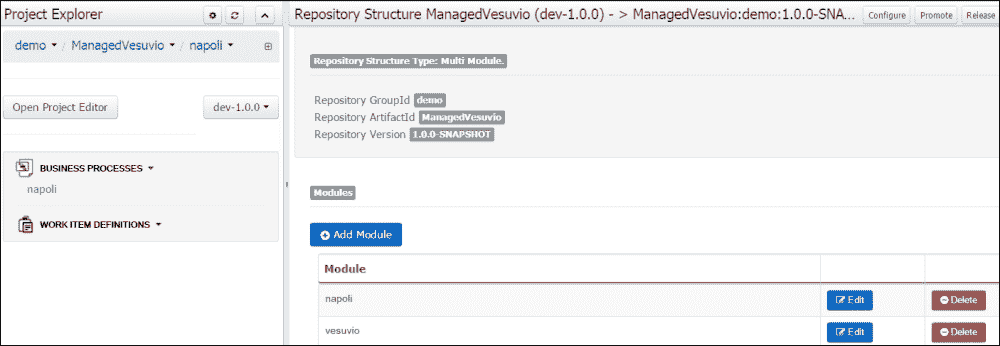 Project Explorer
demo / ManagedVesuvio / napoli
Open Project Editor dev-1.0.0
BUSINESS PROCESSES
napoli
WORK ITEM DEFINITIONS
Repository Structure ManagedVesuvio (dev-1.0.0) - > ManagedVesuvio:demo:1.0.0-SNA... Configure Promote Release
Repository Structure Type: Multi Module.
Repository GroupId demo
Repository ArtifactId ManagedVesuvio
Repository Version 1.0.0-SNAPSHOT
Modules
Add Module
Module
napoli Edit Delete
vesuvio Edit Delete